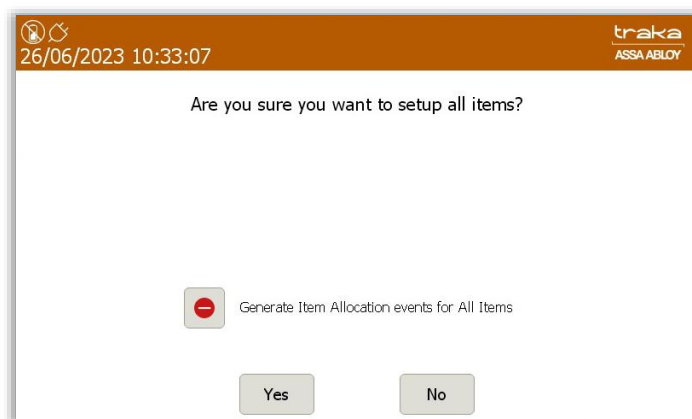 26/06/2023 10:33:07
traka
ASSA ABLOY
Are you sure you want to setup all items?
Generate Item Allocation events for All Items
Yes
No